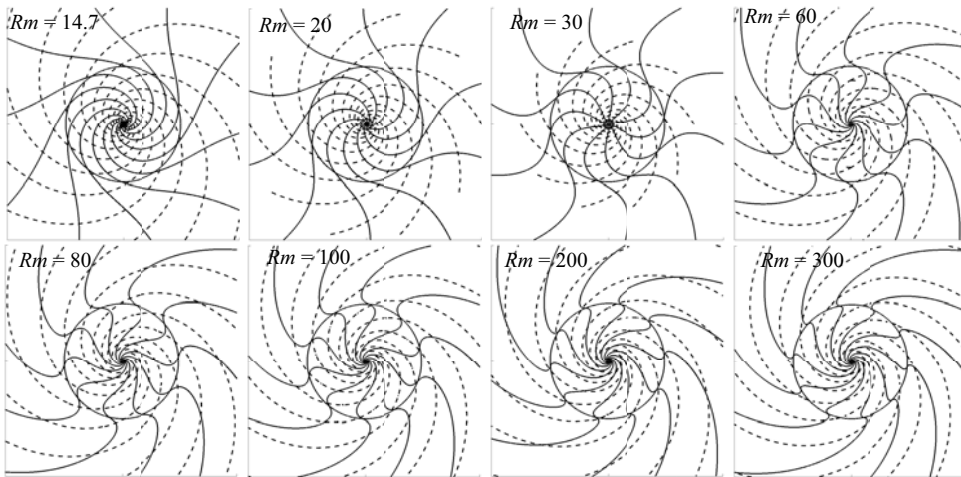 Rm = 14.7
Rm = 20
Rm = 30
Rm = 60
Rm = 80
Rm = 100
Rm = 200
Rm = 300